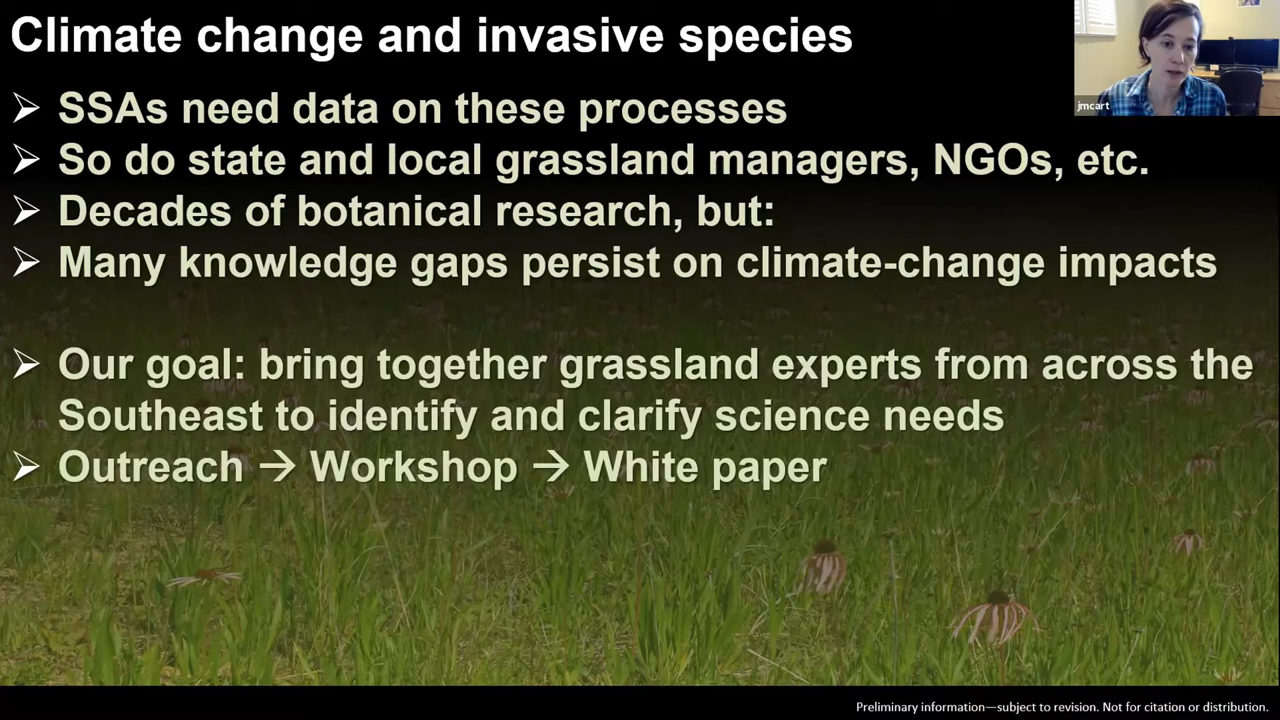 Climate change and invasive species
jmcart
➢ SSAs need data on these processes
➢ So do state and local grassland managers, NGOs, etc.
➢ Decades of botanical research, but:
➢ Many knowledge gaps persist on climate-change impacts
➢ Our goal: bring together grassland experts from across the
Southeast to identify and clarify science needs
➢ Outreach → Workshop → White paper
Preliminary information—subject to revision. Not for citation or distribution.